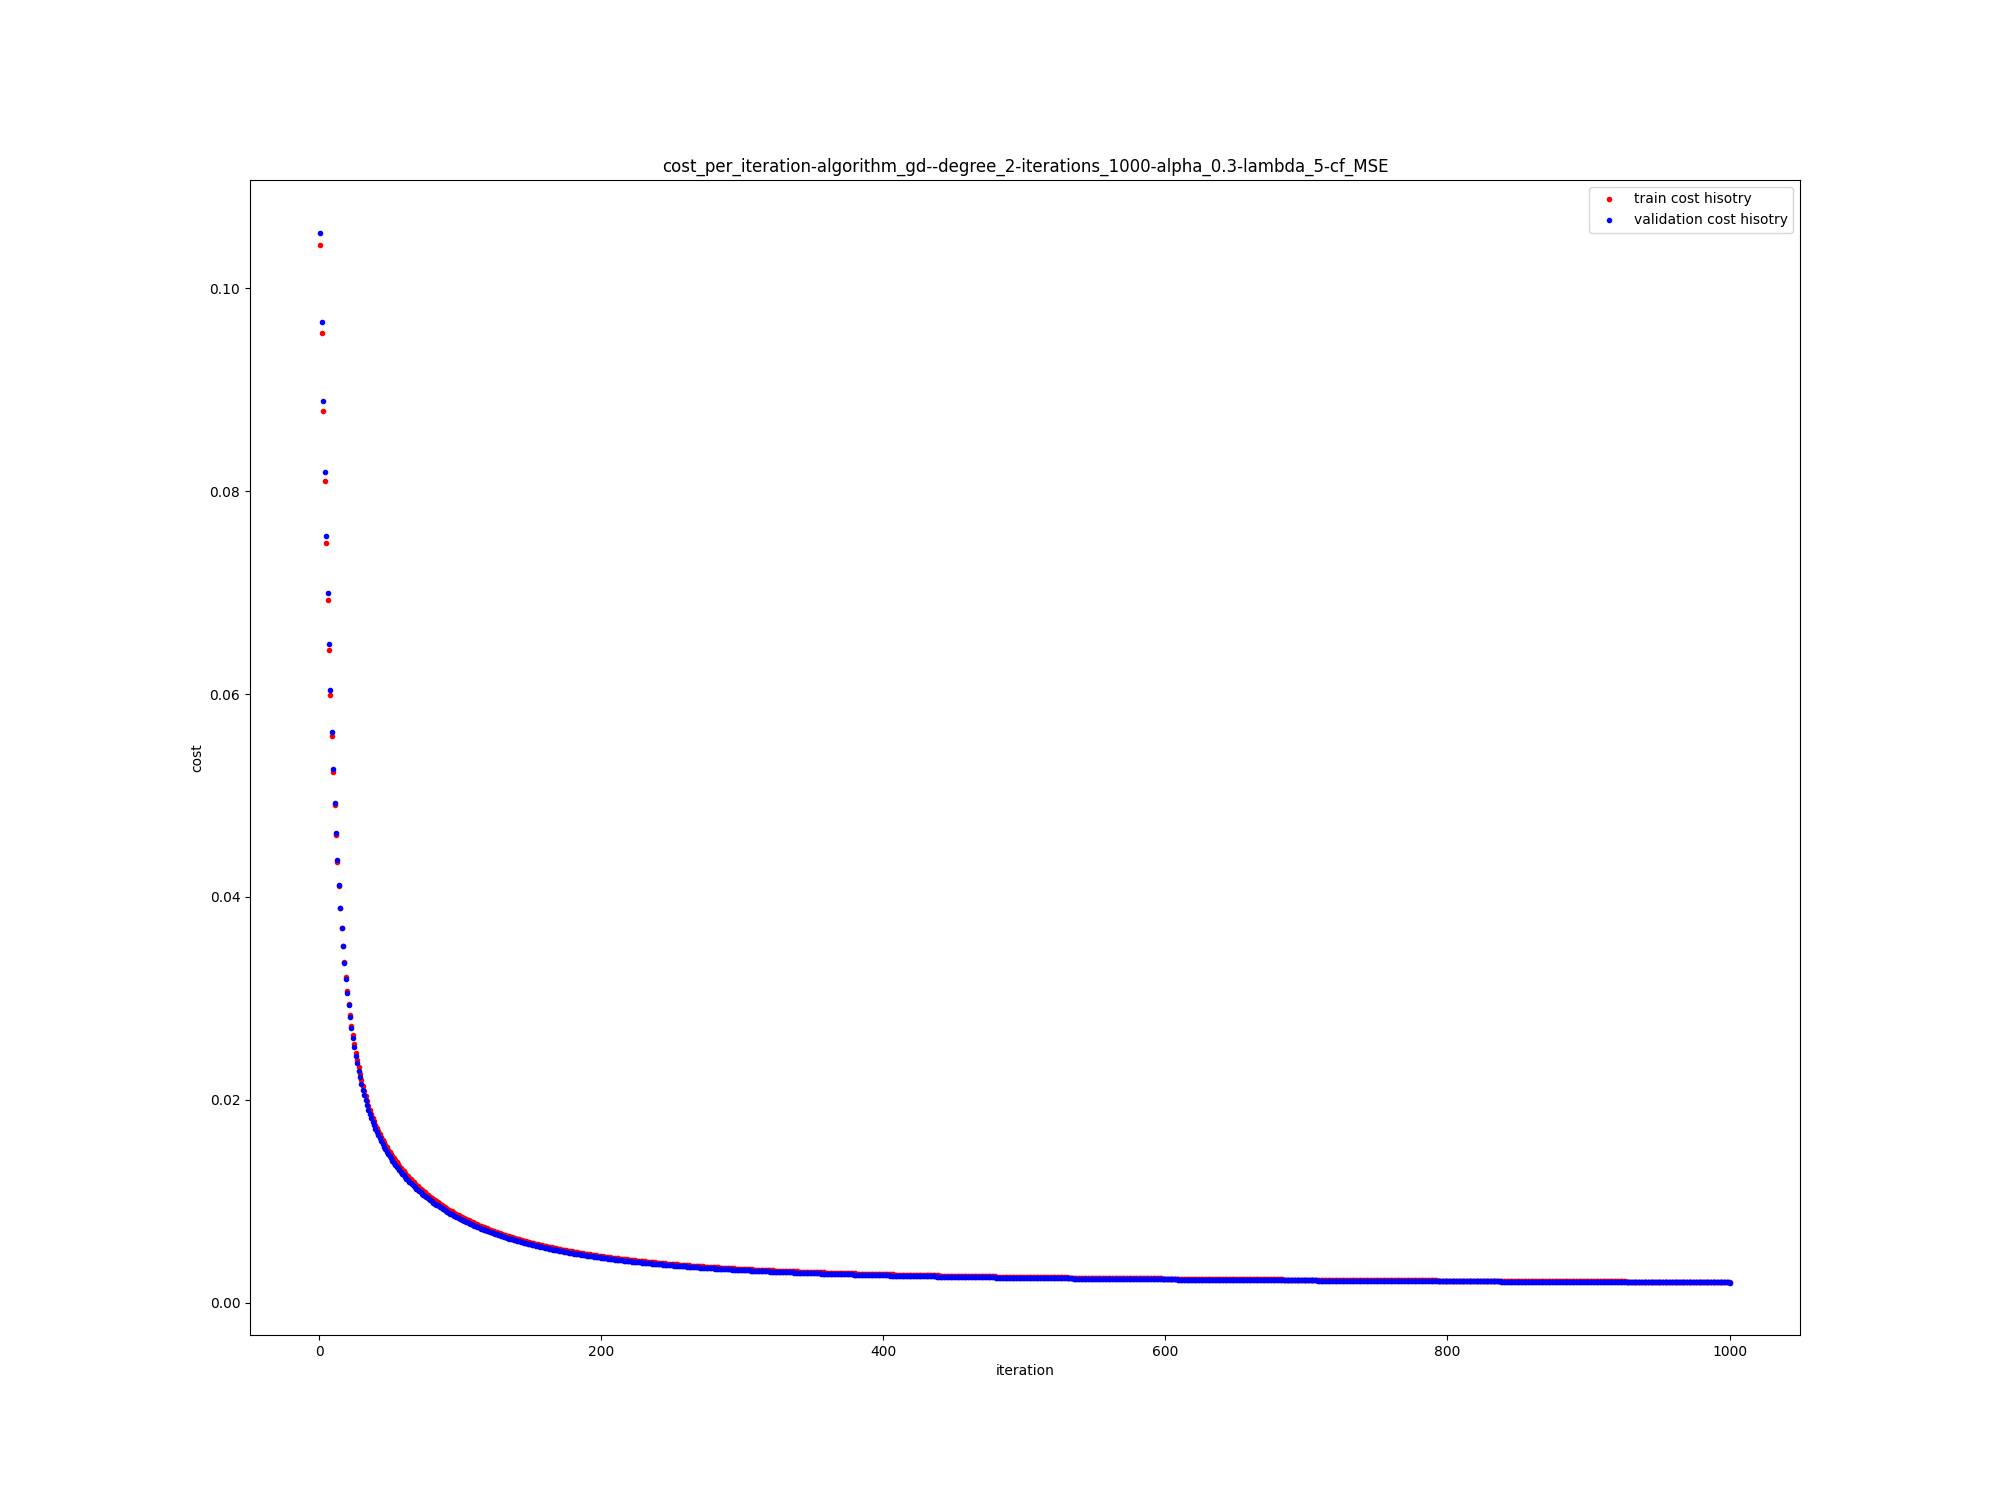 cost_per_iteration-algorithm_gd--degree_2-iterations_1000-alpha_0.3-lambda_5-cf_MSE
train cost hisotry
validation cost hisotry
0.10
0.08
0.06
0.04
0.02
0.00
cost
0 200 400 600 800 1000
iteration